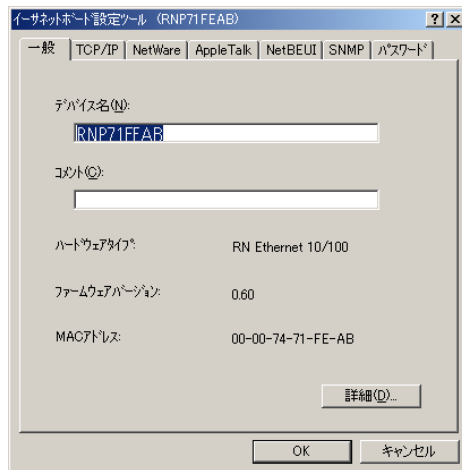 イーサネットボード設定ツール (RNP71FEAB)
一般 TCP/IP NetWare AppleTalk NetBEUI SNMP パスワード
デバイス名(N):
RNP71FEAB
コメント(C):
ハードウェアタイプ: RN Ethernet 10/100
ファームウェアバージョン: 0.60
MACアドレス: 00-00-74-71-FE-AB
詳細(D)...
OK キャンセル